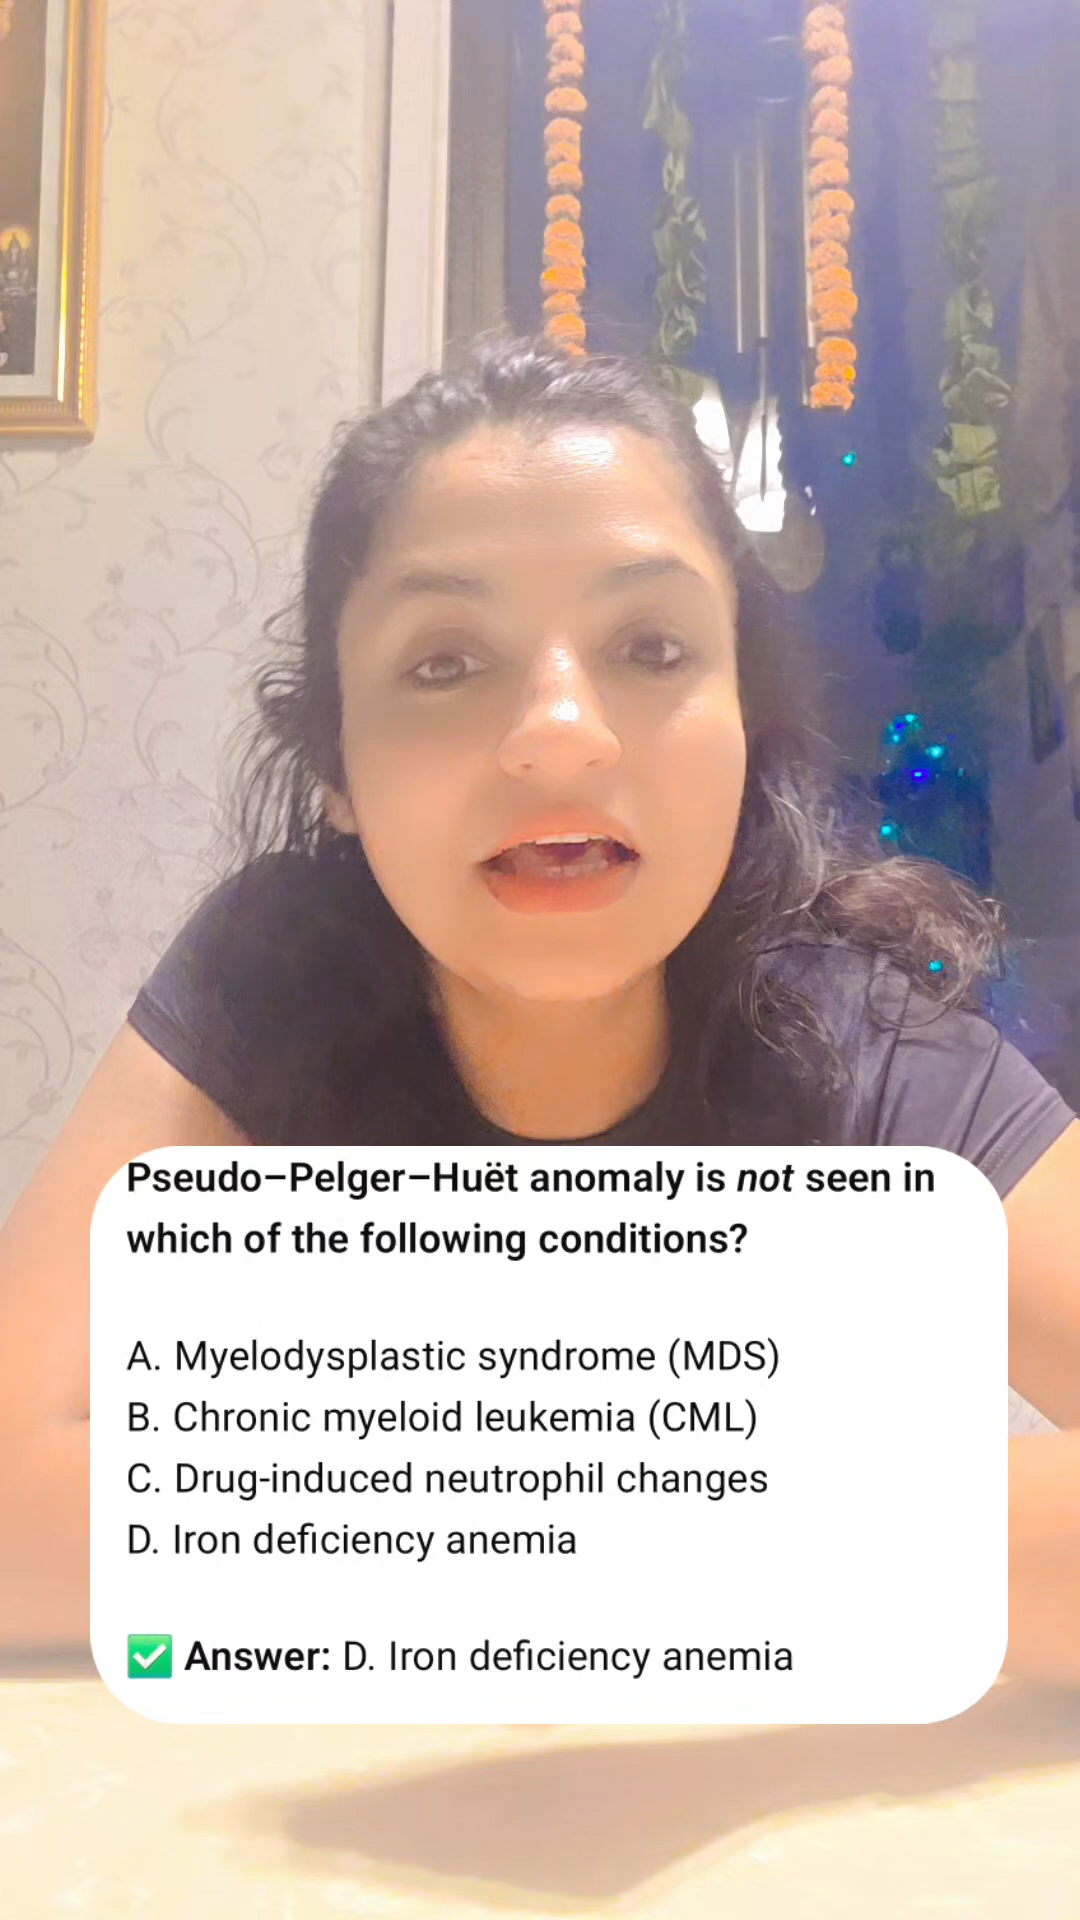 Pseudo–Pelger–Huët anomaly is not seen in
which of the following conditions?
A. Myelodysplastic syndrome (MDS)
B. Chronic myeloid leukemia (CML)
C. Drug-induced neutrophil changes
D. Iron deficiency anemia
✅ Answer: D. Iron deficiency anemia